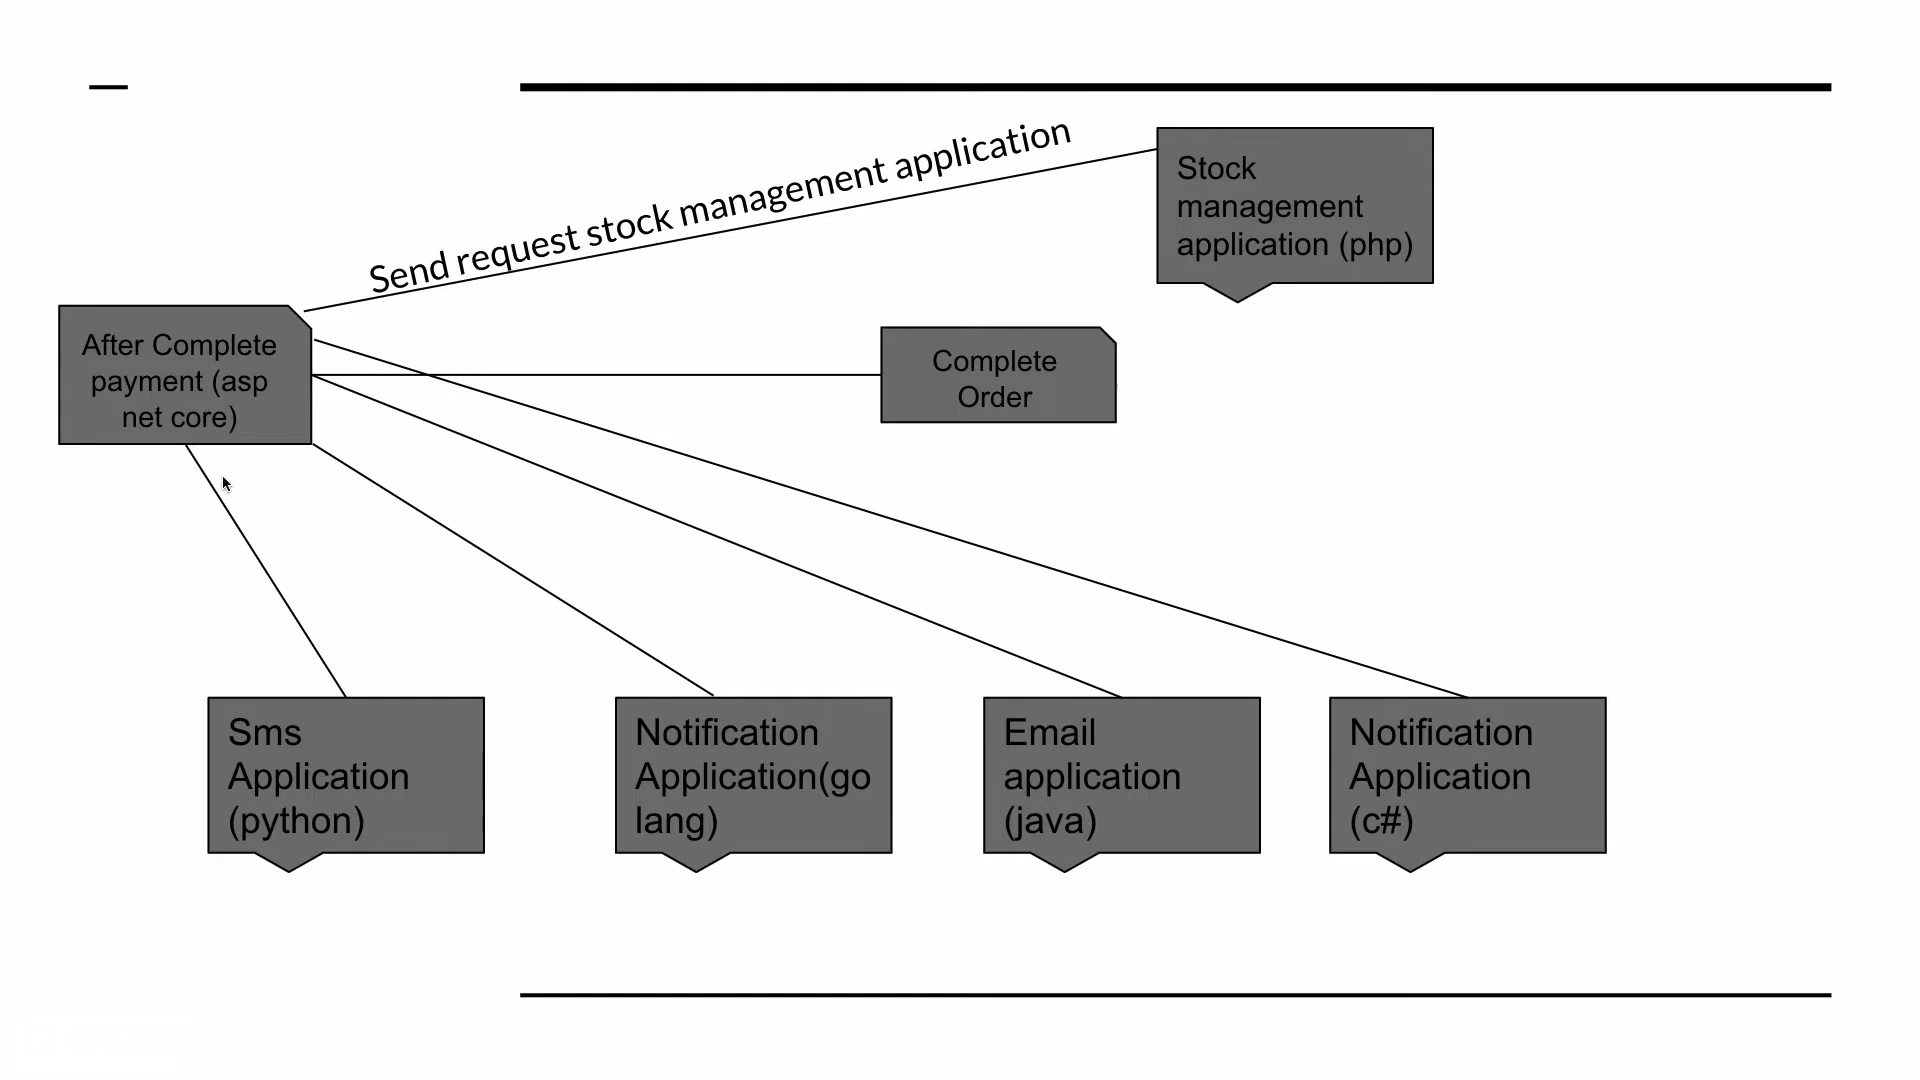 Send request stock management application
Stock
management
application (php)
After Complete
payment (asp
net core)
Complete
Order
Sms
Application
(python)
Notification
Application(go
lang)
Email
application
(java)
Notification
Application
(c#)